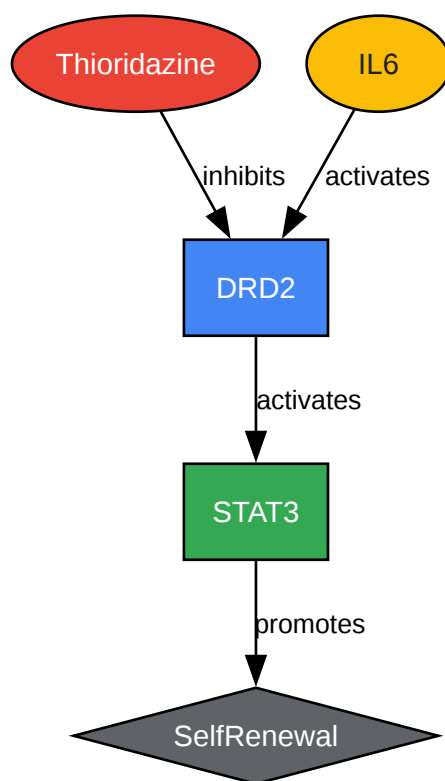 Thioridazine
IL6
inhibits
activates
DRD2
activates
STAT3
promotes
SelfRenewal